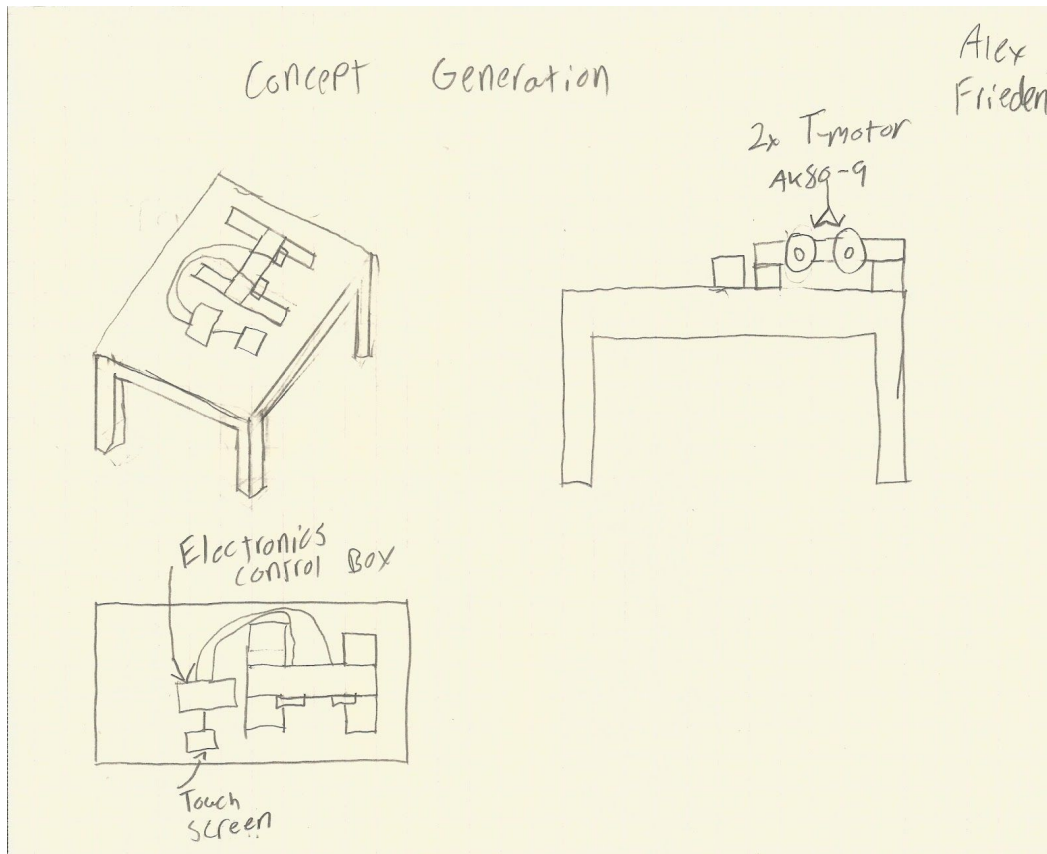 Concept Generation
Alex
Frieden
2x T-motor
AK80-9
Electronics
control Box
Touch
screen